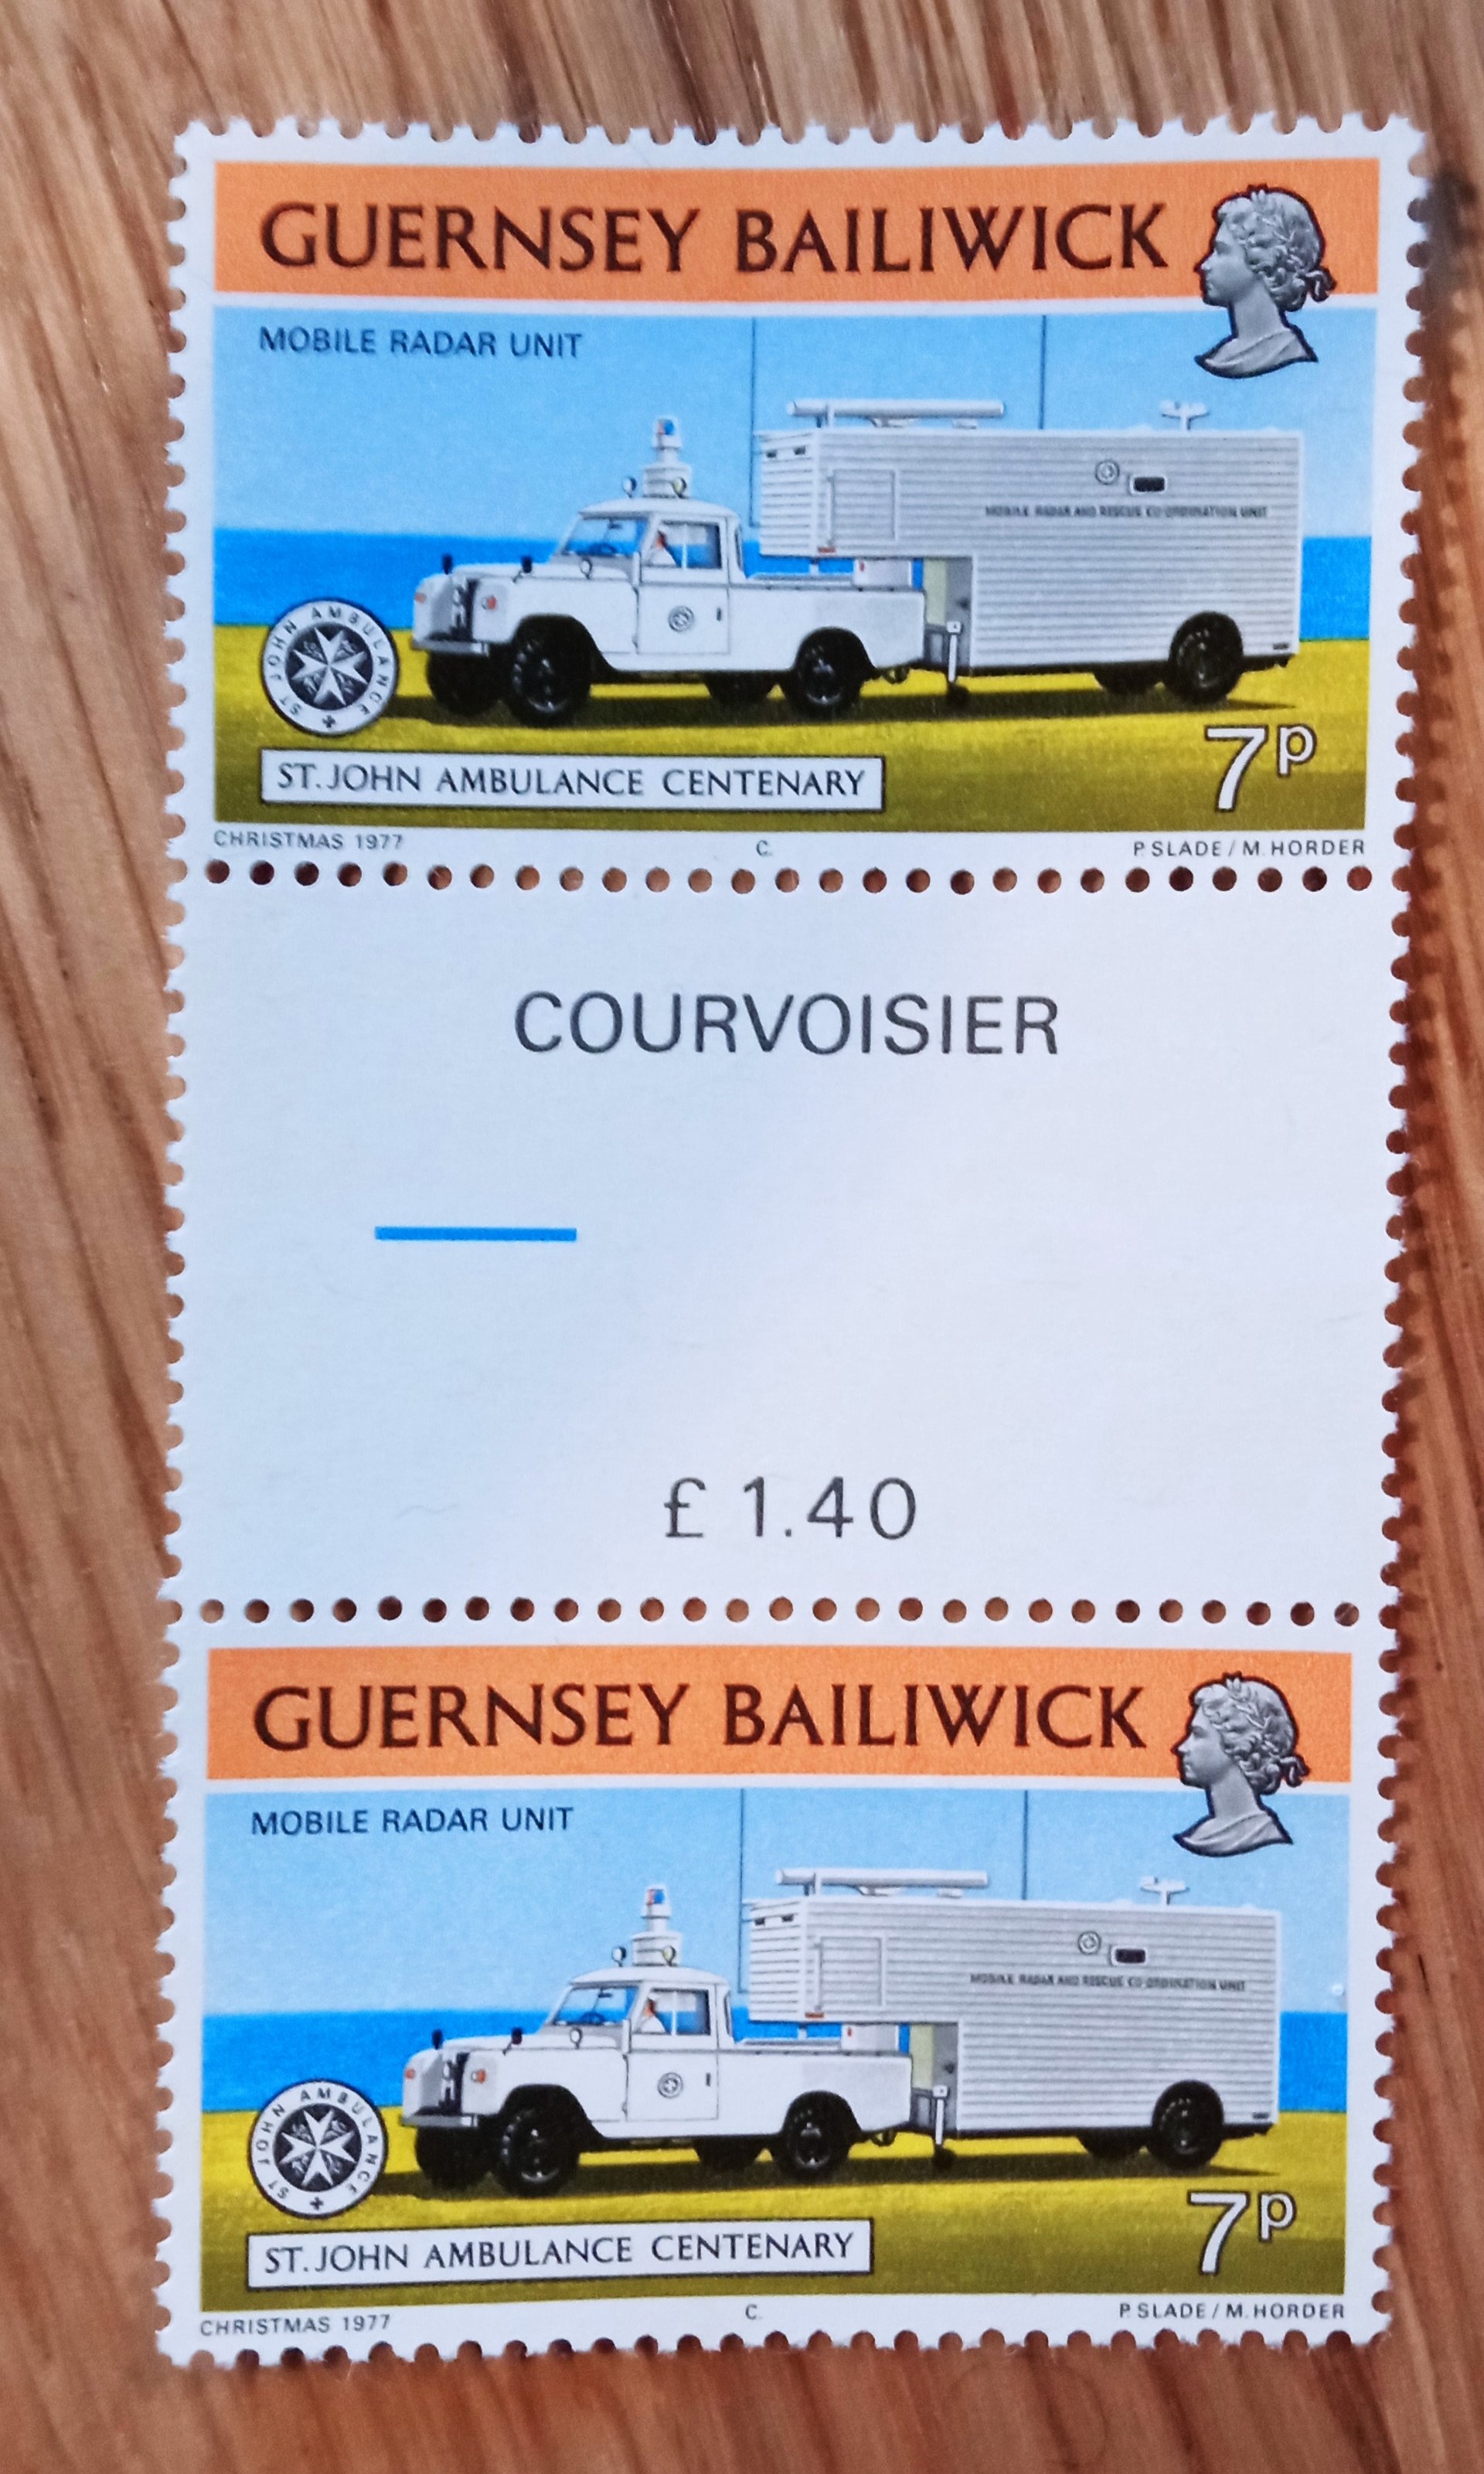 GUERNSEY BAILIWICK
MOBILE RADAR UNIT
MOBILE RADAR AND RESCUE CO-ORDINATION UNIT
ST JOHN AMBULANCE
7p
ST. JOHN AMBULANCE CENTENARY
CHRISTMAS 1977
C.
P. SLADE / M. HORDER
COURVOISIER
£ 1.40
GUERNSEY BAILIWICK
MOBILE RADAR UNIT
MOBILE RADAR AND RESCUE CO-ORDINATION UNIT
ST JOHN AMBULANCE
7p
ST. JOHN AMBULANCE CENTENARY
CHRISTMAS 1977
C.
P. SLADE / M. HORDER